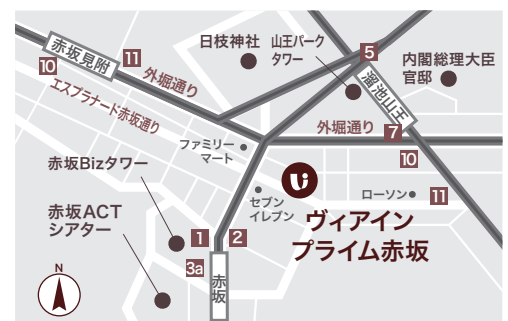 赤坂見附
10
11
外堀通り
エスプラナード赤坂通り
日枝神社
山王パーク
タワー
5
内閣総理大臣
官邸
溜池山王
外堀通り
7
10
ファミリー
マート
赤坂Bizタワー
セブン
イレブン
ローソン
11
ヴィアイン
プライム赤坂
赤坂ACT
シアター
1
2
3a
赤坂
N